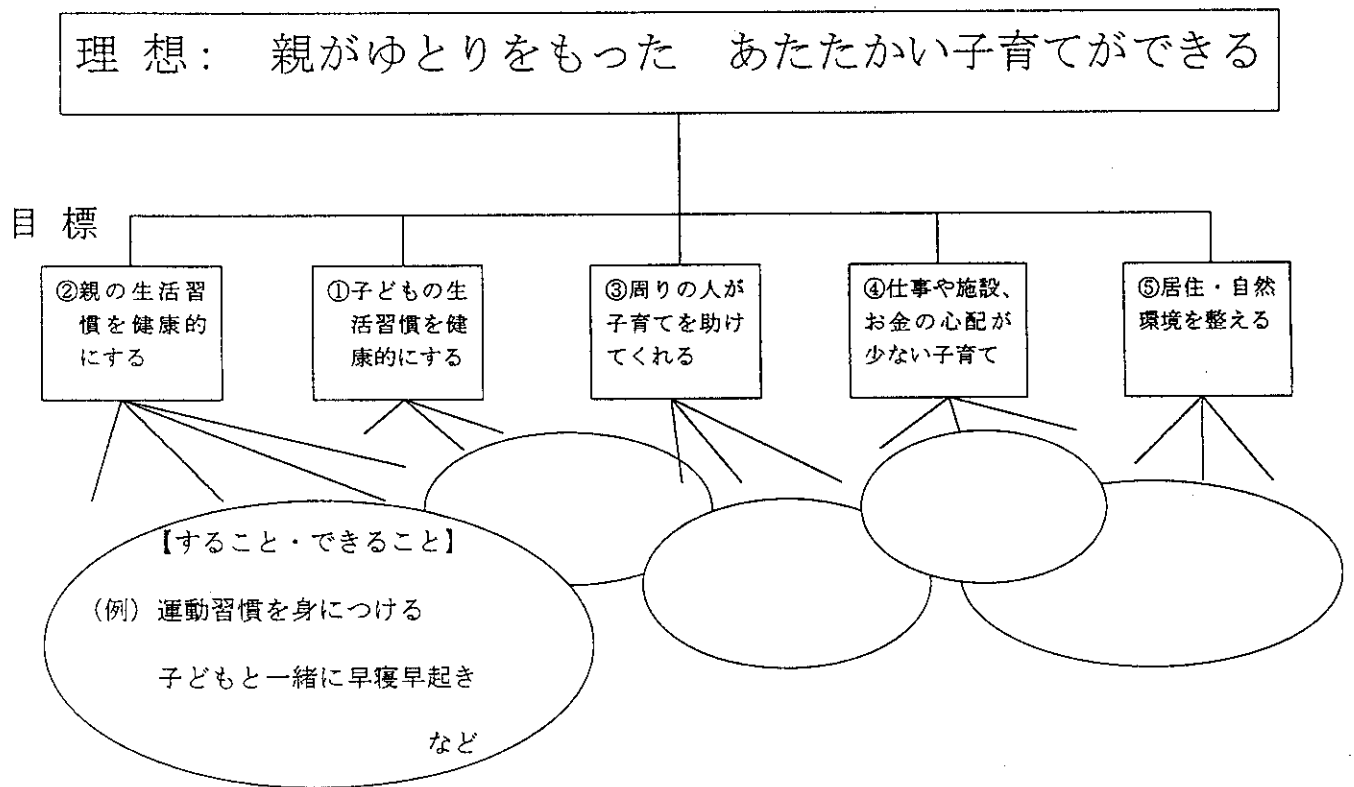 理 想： 親がゆとりをもった あたたかい子育てができる
目 標
②親の生活習
慣を健康的
にする
①子どもの生
活習慣を健
康的にする
③周りの人が
子育てを助け
てくれる
④仕事や施設、
お金の心配が
少ない子育て
⑤居住・自然
環境を整える
【すること・できること】
（例）運動習慣を身につける
子どもと一緒に早寝早起き
など